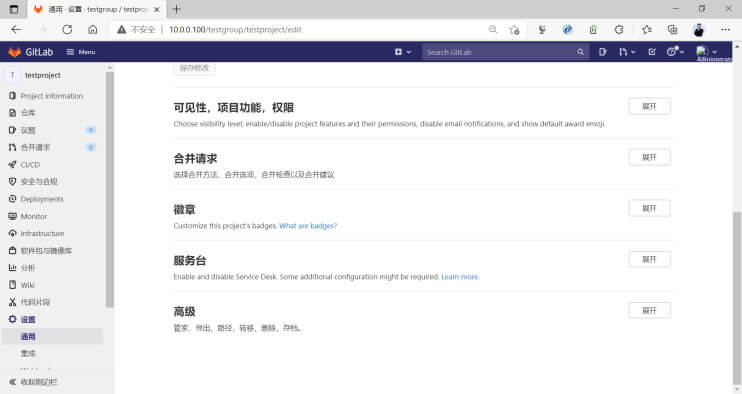 通用 · 设置 · testgroup / testproj
不安全 | 10.0.0.100/testgroup/testproject/edit
GitLab Menu Search GitLab
Administrato
T testproject
保存修改
Project information
仓库
议题 0
合并请求 0
CI/CD
安全与合规
Deployments
Monitor
Infrastructure
软件包与镜像库
分析
Wiki
代码片段
设置
通用
集成
收起侧边栏
可见性，项目功能，权限 展开
Choose visibility level, enable/disable project features and their permissions, disable email notifications, and show default award emoji.
合并请求 展开
选择合并方法、合并选项、合并检查以及合并建议
徽章 展开
Customize this project's badges. What are badges?
服务台 展开
Enable and disable Service Desk. Some additional configuration might be required. Learn more.
高级 展开
管家、导出、路径、转移、删除、存档。